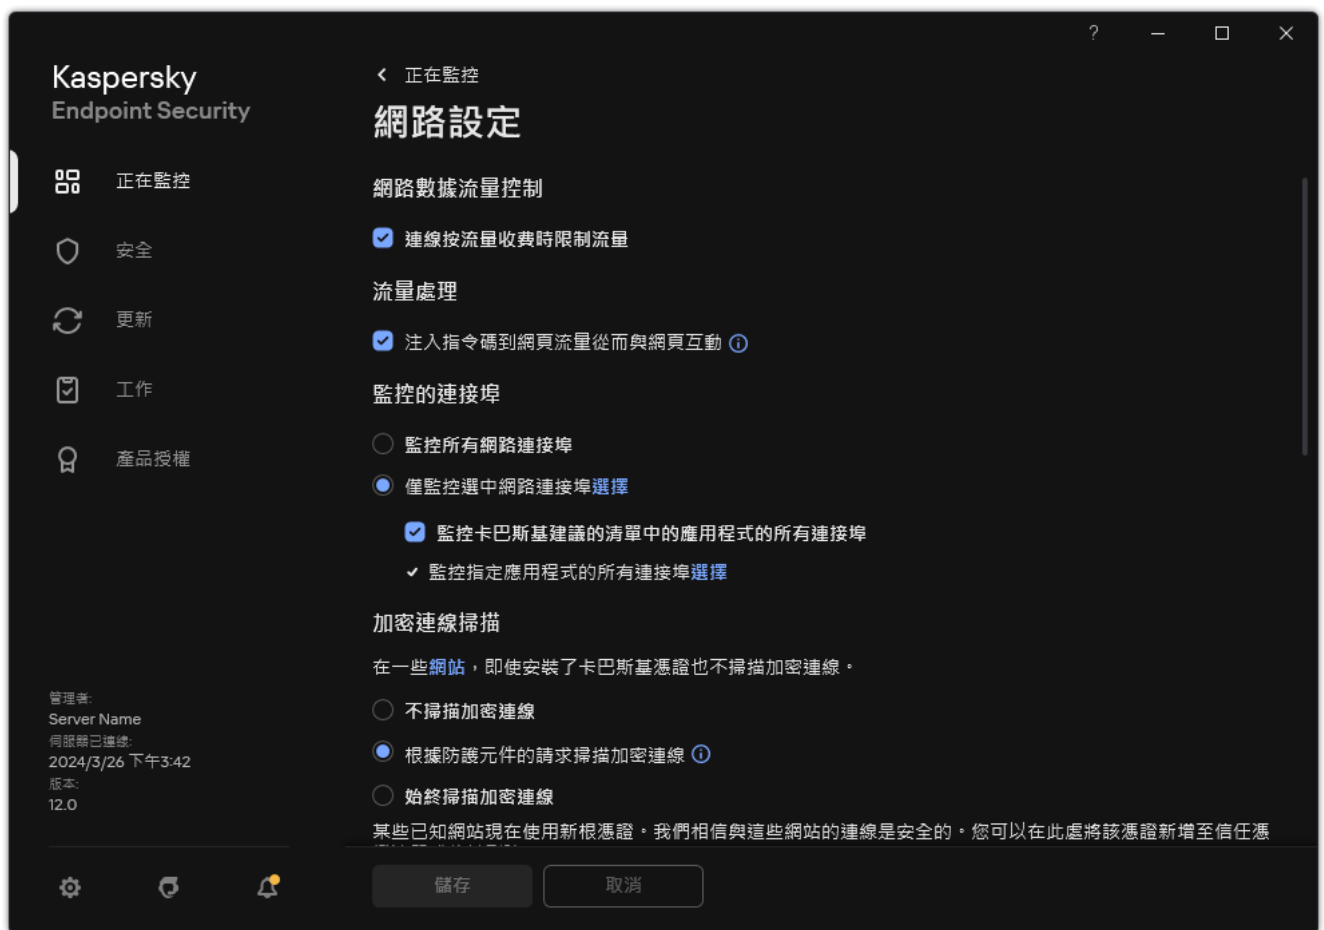 Kaspersky
Endpoint Security
正在監控
安全
更新
工作
產品授權
管理者:
Server Name
伺服器已連線:
2024/3/26 下午3:42
版本:
12.0
?
正在監控
網路設定
網路數據流量控制
連線按流量收費時限制流量
流量處理
注入指令碼到網頁流量從而與網頁互動
監控的連接埠
監控所有網路連接埠
僅監控選中網路連接埠選擇
監控卡巴斯基建議的清單中的應用程式的所有連接埠
監控指定應用程式的所有連接埠選擇
加密連線掃描
在一些網站，即使安裝了卡巴斯基憑證也不掃描加密連線。
不掃描加密連線
根據防護元件的請求掃描加密連線
始終掃描加密連線
某些已知網站現在使用新根憑證。我們相信與這些網站的連線是安全的。您可以在此處將該憑證新增至信任憑
儲存
取消